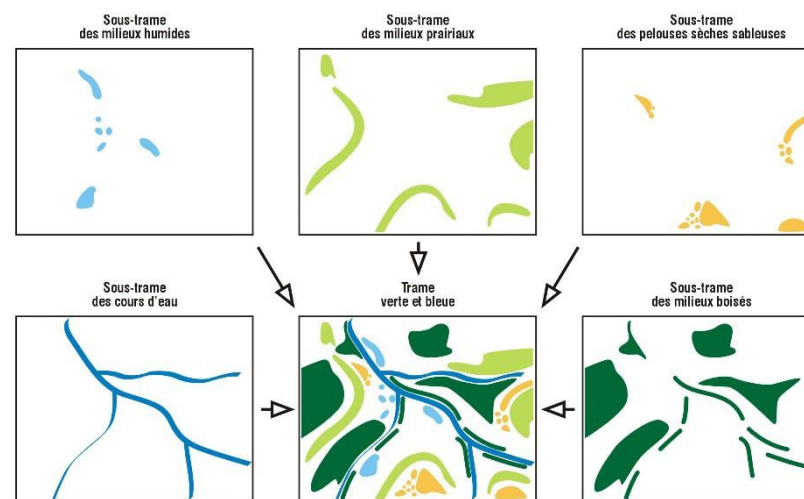 Sous-trame
des milieux humides
Sous-trame
des milieux prairiaux
Sous-trame
des pelouses sèches sableuses
Sous-trame
des cours d'eau
Trame
verte et bleue
Sous-trame
des milieux boisés